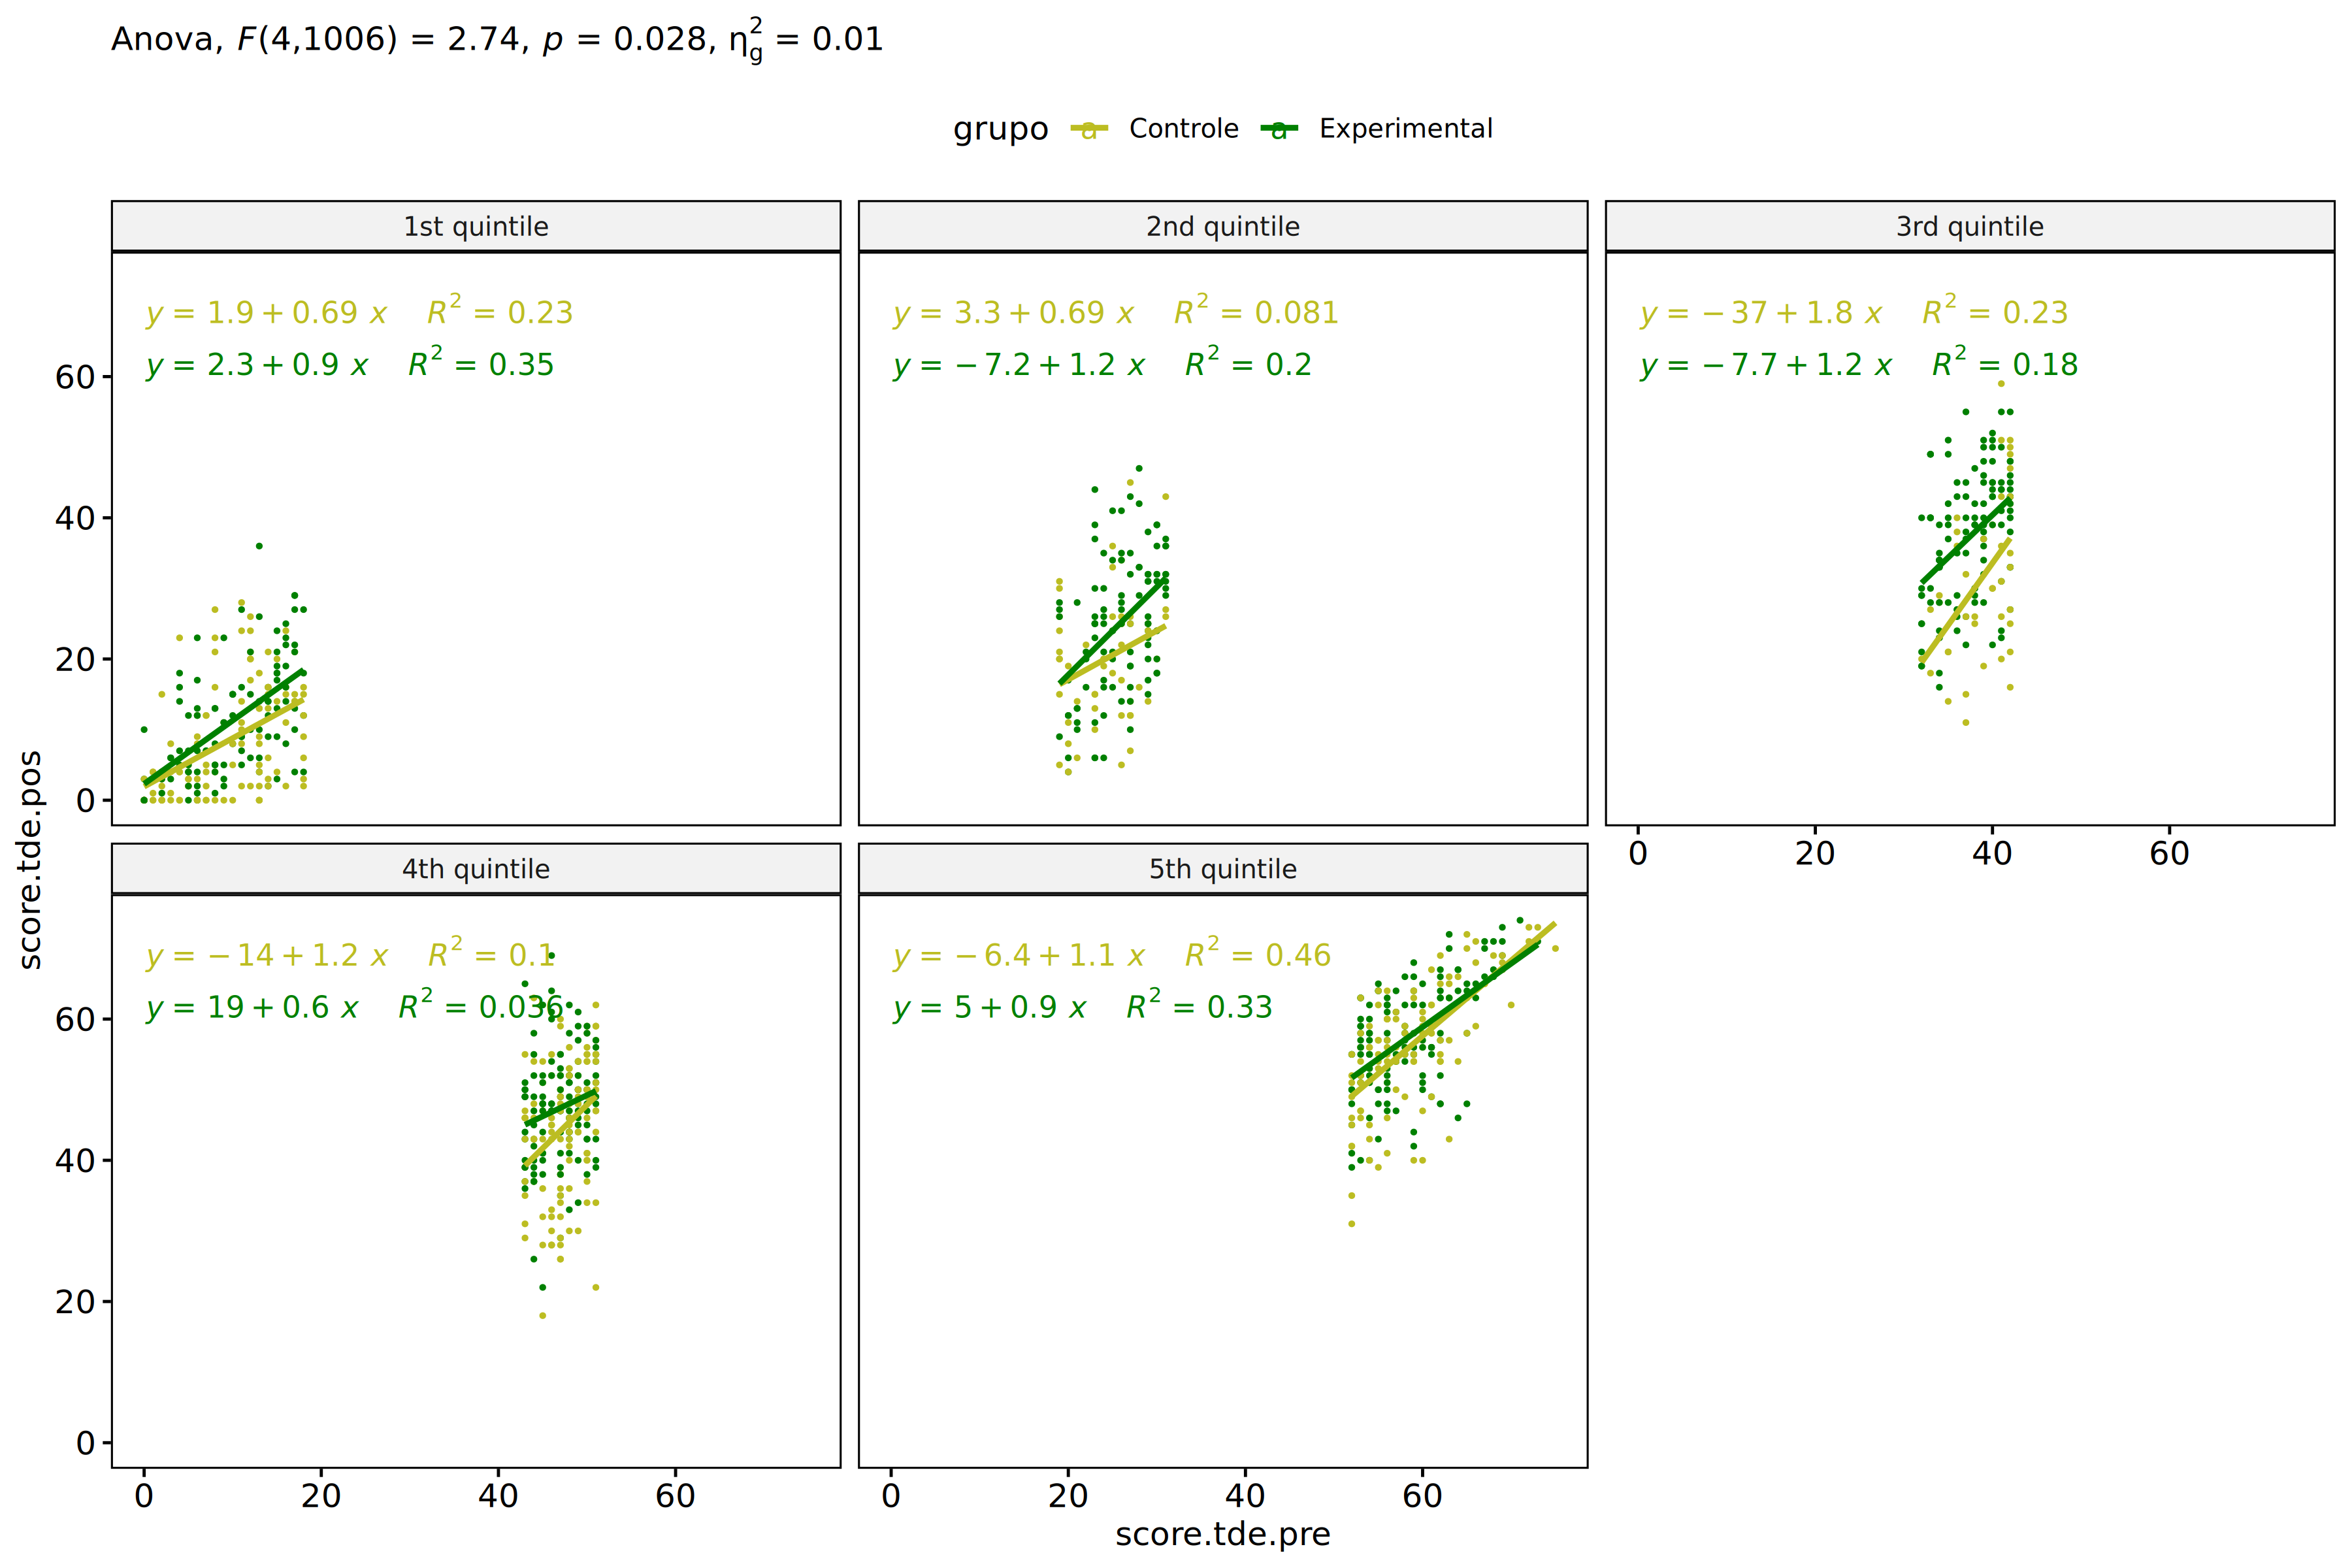 Anova, F(4,1006) = 2.74, p = 0.028, η²g = 0.01
grupo a Controle a Experimental
1st quintile 2nd quintile 3rd quintile
y = 1.9 + 0.69 x R² = 0.23
y = 2.3 + 0.9 x R² = 0.35
y = 3.3 + 0.69 x R² = 0.081
y = −7.2 + 1.2 x R² = 0.2
y = −37 + 1.8 x R² = 0.23
y = −7.7 + 1.2 x R² = 0.18
60
40
20
0
0 20 40 60
4th quintile 5th quintile
y = −14 + 1.2 x R² = 0.1
y = 19 + 0.6 x R² = 0.036
y = −6.4 + 1.1 x R² = 0.46
y = 5 + 0.9 x R² = 0.33
60
40
20
0
0 20 40 60 0 20 40 60
score.tde.pos
score.tde.pre